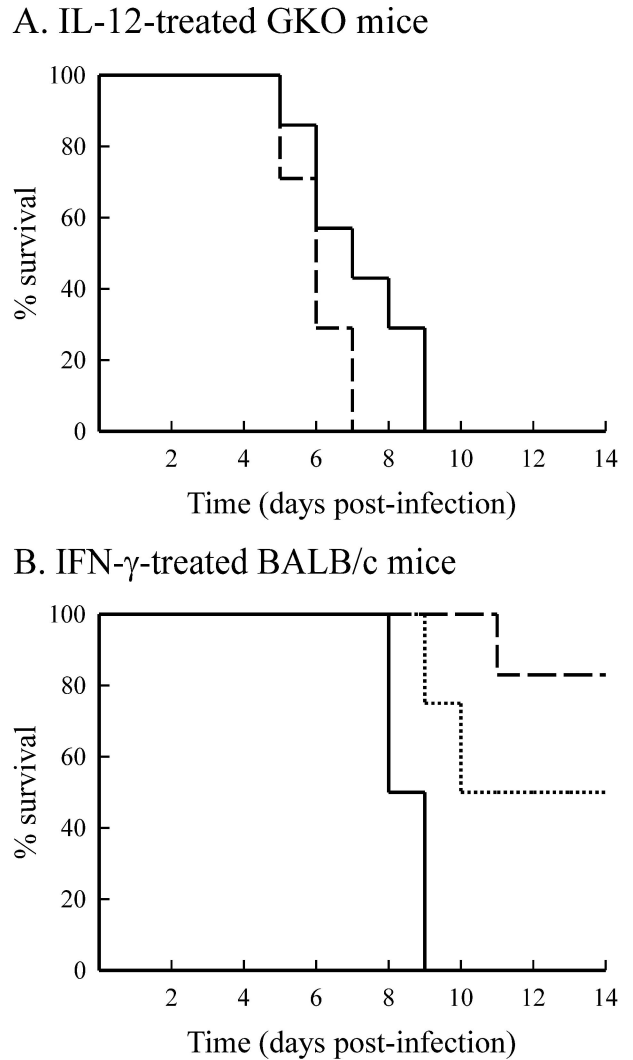 A. IL-12-treated GKO mice
100
80
60
40
20
0
% survival
2 4 6 8 10 12 14
Time (days post-infection)
B. IFN-γ-treated BALB/c mice
100
80
60
40
20
0
% survival
2 4 6 8 10 12 14
Time (days post-infection)